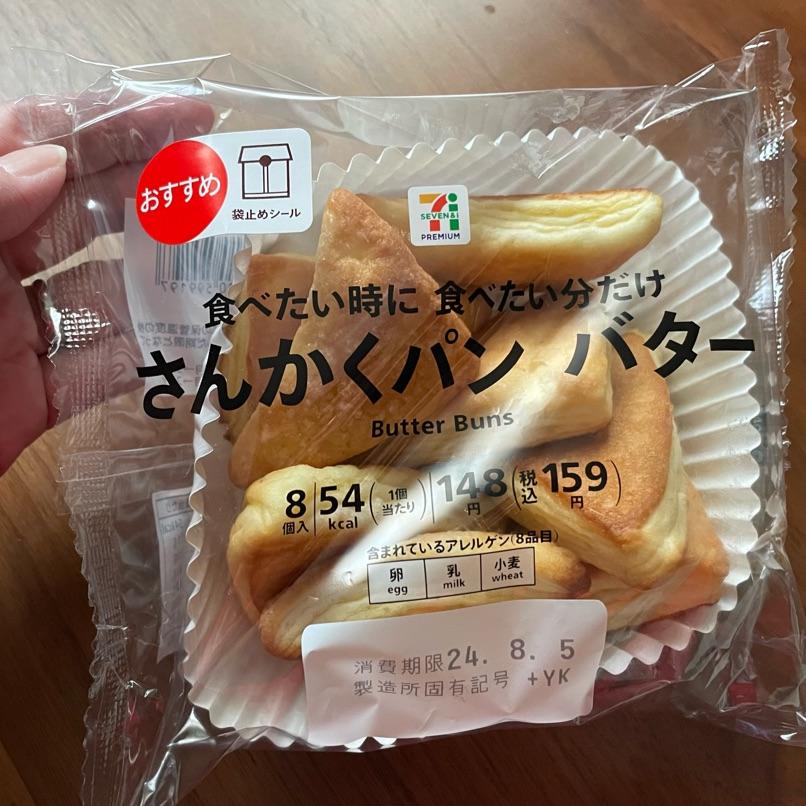 おすすめ
袋止めシール
SEVEN&i
PREMIUM
食べたい時に 食べたい分だけ
さんかくパン バター
Butter Buns
8個入 54kcal(1個当たり) 148円(税込159円)
含まれているアレルゲン(8品目)
卵 乳 小麦
egg milk wheat
消費期限24. 8. 5
製造所固有記号 +YK